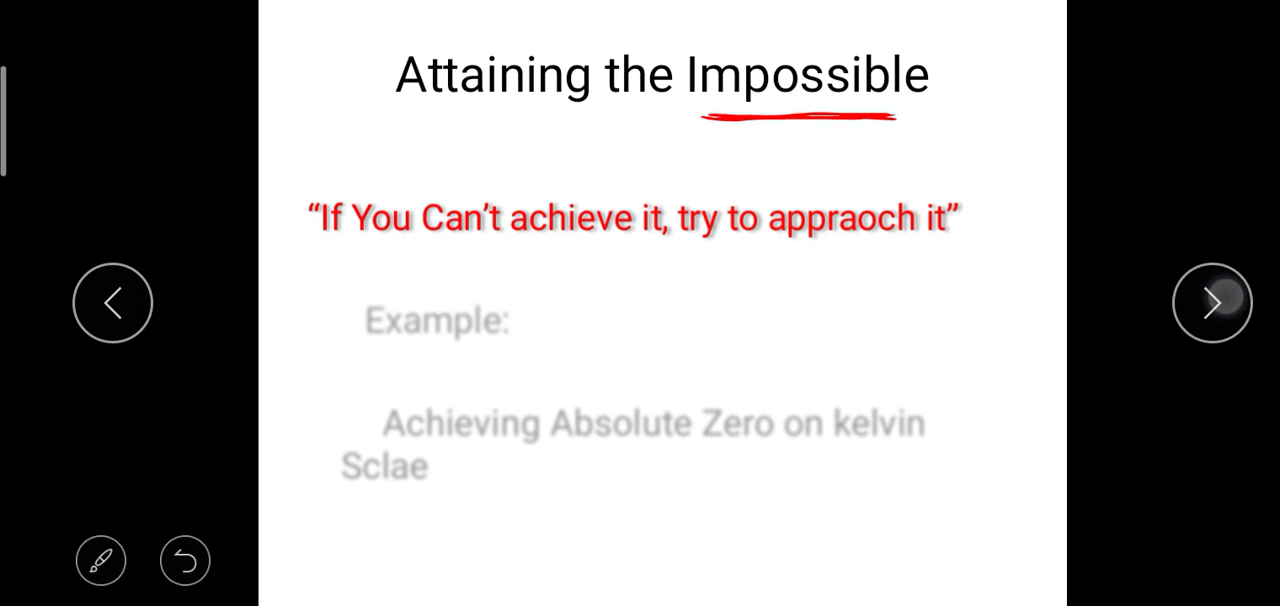 Attaining the Impossible
“If You Can’t achieve it, try to appraoch it”
Example:
Achieving Absolute Zero on kelvin
Sclae